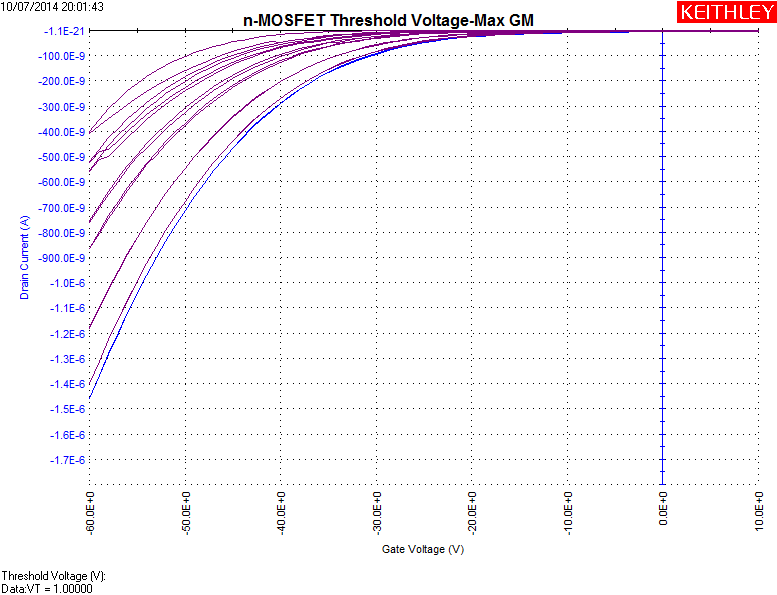 10/07/2014 20:01:43
n-MOSFET Threshold Voltage-Max GM
KEITHLEY
-1.1E-21
-100.0E-9
-200.0E-9
-300.0E-9
-400.0E-9
-500.0E-9
-600.0E-9
-700.0E-9
-800.0E-9
-900.0E-9
-1.0E-6
-1.1E-6
-1.2E-6
-1.3E-6
-1.4E-6
-1.5E-6
-1.6E-6
-1.7E-6
Drain Current (A)
-60.0E+0
-50.0E+0
-40.0E+0
-30.0E+0
-20.0E+0
-10.0E+0
0.0E+0
10.0E+0
Gate Voltage (V)
Threshold Voltage (V):
Data:VT = 1.00000